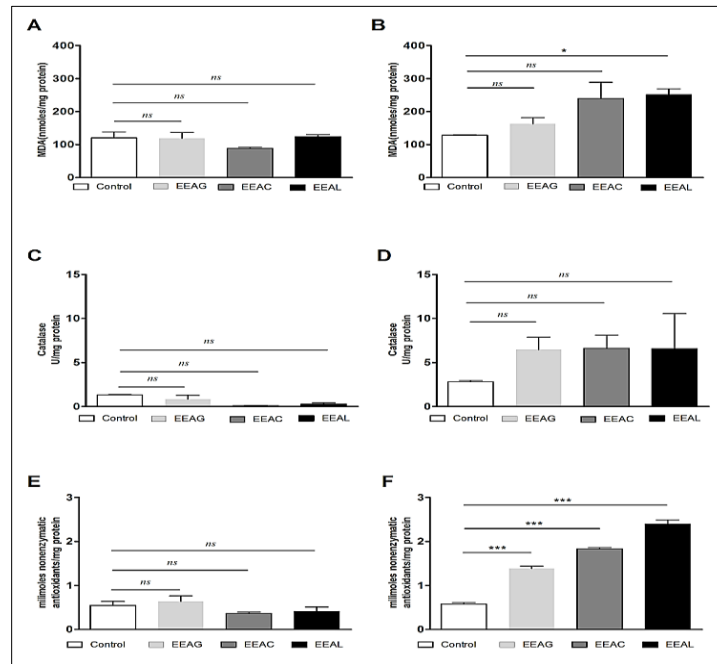 A
MDA(nmoles/mg protein)
400
300
200
100
0
ns
ns
ns
Control EEAG EEAC EEAL
B
MDA(nmoles/mg protein)
400
300
200
100
0
*
ns
ns
Control EEAG EEAC EEAL
C
Catalase
U/mg protein
15
10
5
0
ns
ns
ns
Control EEAG EEAC EEAL
D
Catalase
U/mg protein
15
10
5
0
ns
ns
ns
Control EEAG EEAC EEAL
E
milimoles nonenzymatic
antioxidants/mg protein
3
2
1
0
ns
ns
ns
Control EEAG EEAC EEAL
F
milimoles nonenzymatic
antioxidants/mg protein
3
2
1
0
***
***
***
Control EEAG EEAC EEAL